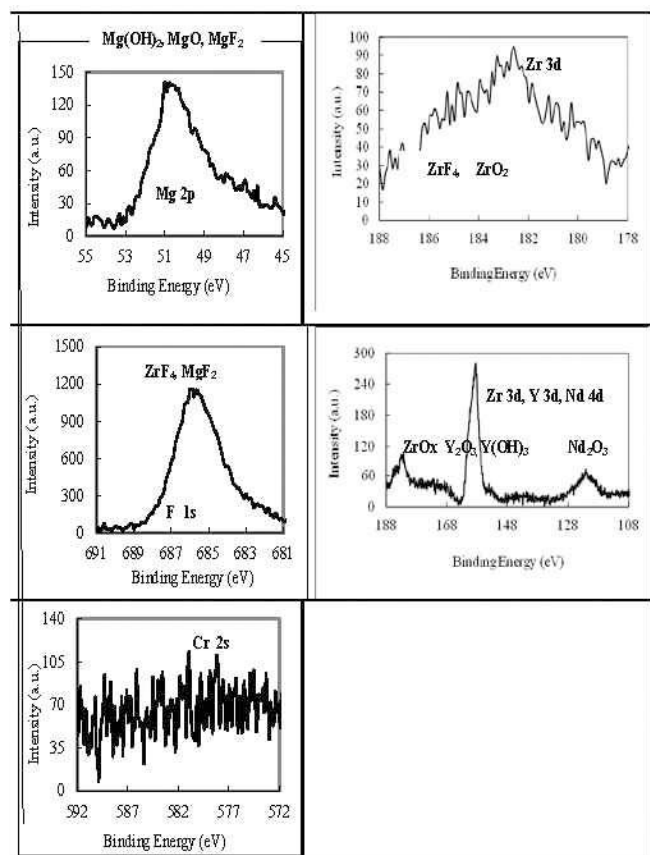 Mg(OH)₂, MgO, MgF₂
150
120
90
60
30
0
Intensity (a.u.)
Mg 2p
55 53 51 49 47 45
Binding Energy (eV)
100
90
80
70
60
50
40
30
20
10
0
Intensity (a.u.)
Zr 3d
ZrF₄, ZrO₂
188 186 184 182 180 178
BindingEnergy (eV)
1500
1200
900
600
300
0
Intensity (a.u.)
ZrF₄, MgF₂
F 1s
691 689 687 685 683 681
Binding Energy (eV)
300
240
180
120
60
0
Intensity (a.u.)
Zr 3d, Y 3d, Nd 4d
ZrOx Y₂O₃, Y(OH)₃ Nd₂O₃
188 168 148 128 108
BindingEnergy (eV)
140
105
70
35
0
Intensity (a.u.)
Cr 2s
592 587 582 577 572
Binding Energy (eV)